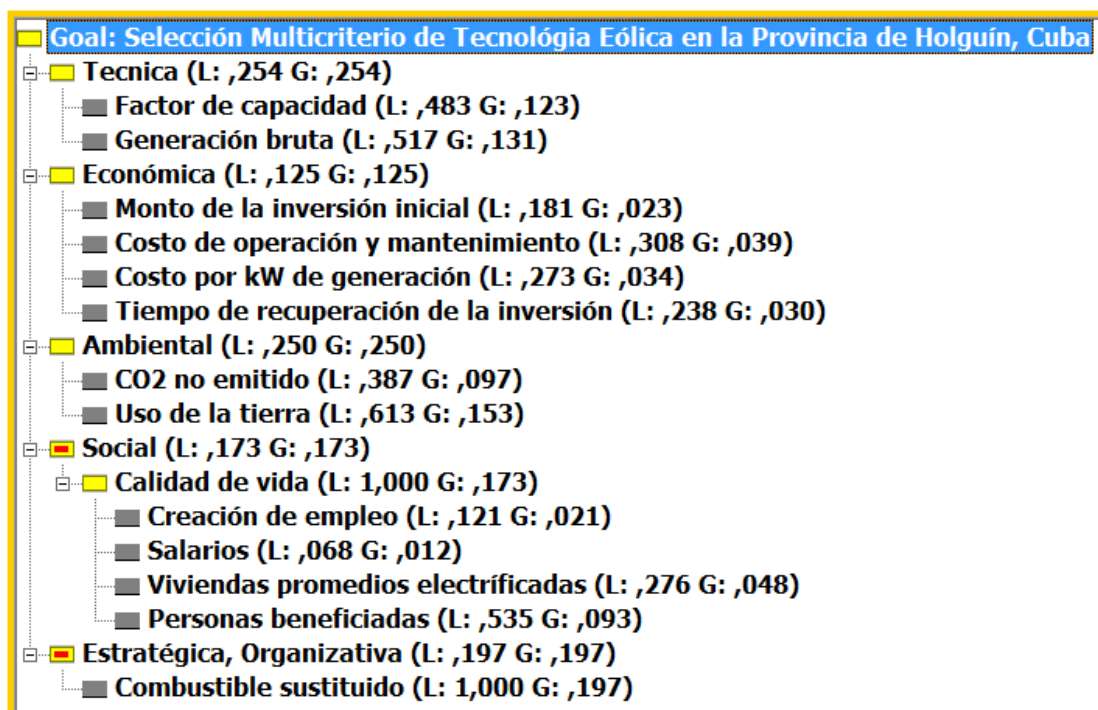 Goal: Selección Multicriterio de Tecnológia Eólica en la Provincia de Holguín, Cuba
Tecnica (L: ,254 G: ,254)
Factor de capacidad (L: ,483 G: ,123)
Generación bruta (L: ,517 G: ,131)
Económica (L: ,125 G: ,125)
Monto de la inversión inicial (L: ,181 G: ,023)
Costo de operación y mantenimiento (L: ,308 G: ,039)
Costo por kW de generación (L: ,273 G: ,034)
Tiempo de recuperación de la inversión (L: ,238 G: ,030)
Ambiental (L: ,250 G: ,250)
CO2 no emitido (L: ,387 G: ,097)
Uso de la tierra (L: ,613 G: ,153)
Social (L: ,173 G: ,173)
Calidad de vida (L: 1,000 G: ,173)
Creación de empleo (L: ,121 G: ,021)
Salarios (L: ,068 G: ,012)
Viviendas promedios electríficadas (L: ,276 G: ,048)
Personas beneficiadas (L: ,535 G: ,093)
Estratégica, Organizativa (L: ,197 G: ,197)
Combustible sustituido (L: 1,000 G: ,197)